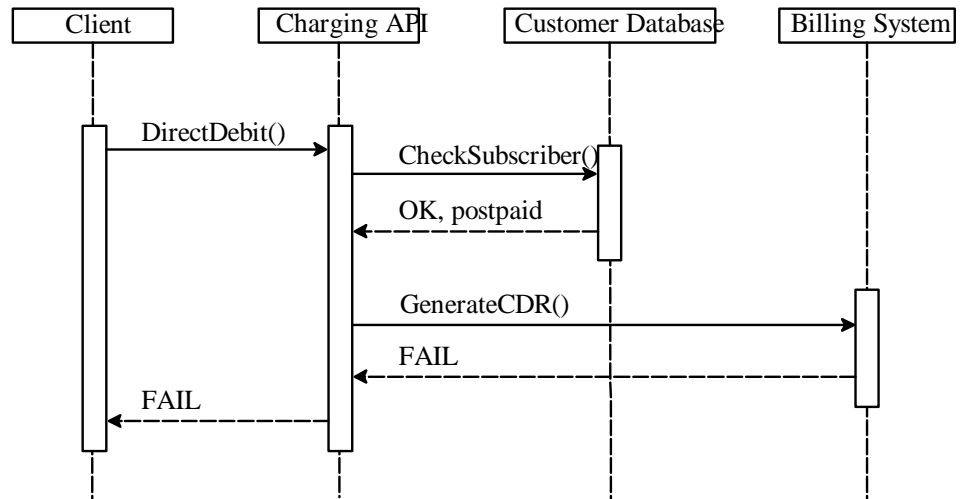 Client
Charging API
Customer Database
Billing System
DirectDebit()
CheckSubscriber()
OK, postpaid
GenerateCDR()
FAIL
FAIL